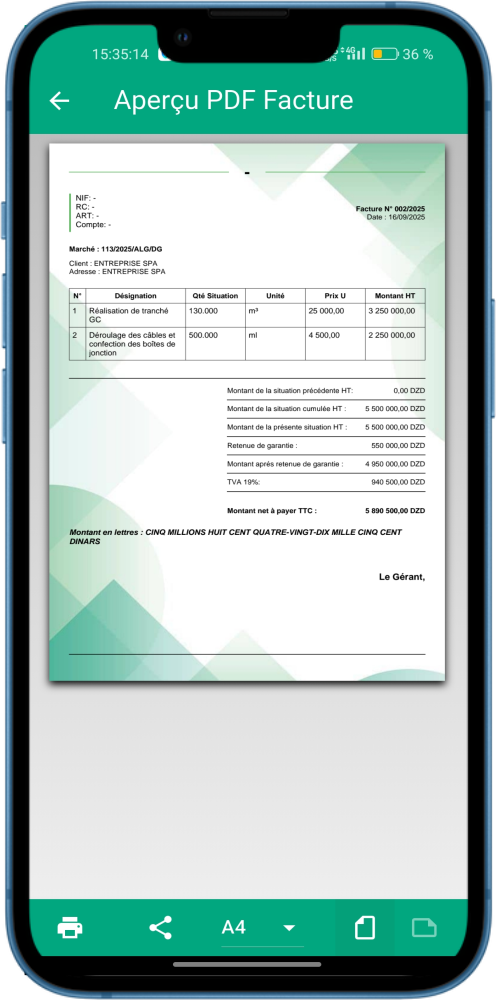 15:35:14 4G 36 %
Aperçu PDF Facture
-
NIF: -
RC: -
ART: -
Compte: -
Facture N° 002/2025
Date : 16/09/2025
Marché : 113/2025/ALG/DG
Client : ENTREPRISE SPA
Adresse : ENTREPRISE SPA
N° Désignation Qté Situation Unité Prix U Montant HT
1 Réalisation de tranché 130.000 m³ 25 000,00 3 250 000,00
GC
2 Déroulage des câbles et 500.000 ml 4 500,00 2 250 000,00
confection des boîtes de
jonction
Montant de la situation précédente HT: 0,00 DZD
Montant de la situation cumulée HT : 5 500 000,00 DZD
Montant de la présente situation HT : 5 500 000,00 DZD
Retenue de garantie : 550 000,00 DZD
Montant aprés retenue de garantie : 4 950 000,00 DZD
TVA 19%: 940 500,00 DZD
Montant net à payer TTC : 5 890 500,00 DZD
Montant en lettres : CINQ MILLIONS HUIT CENT QUATRE-VINGT-DIX MILLE CINQ CENT
DINARS
Le Gérant,
A4